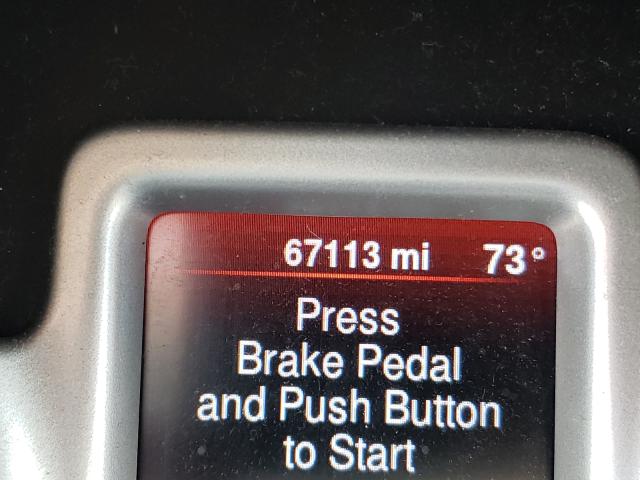 67113 mi 73°
Press
Brake Pedal
and Push Button
to Start